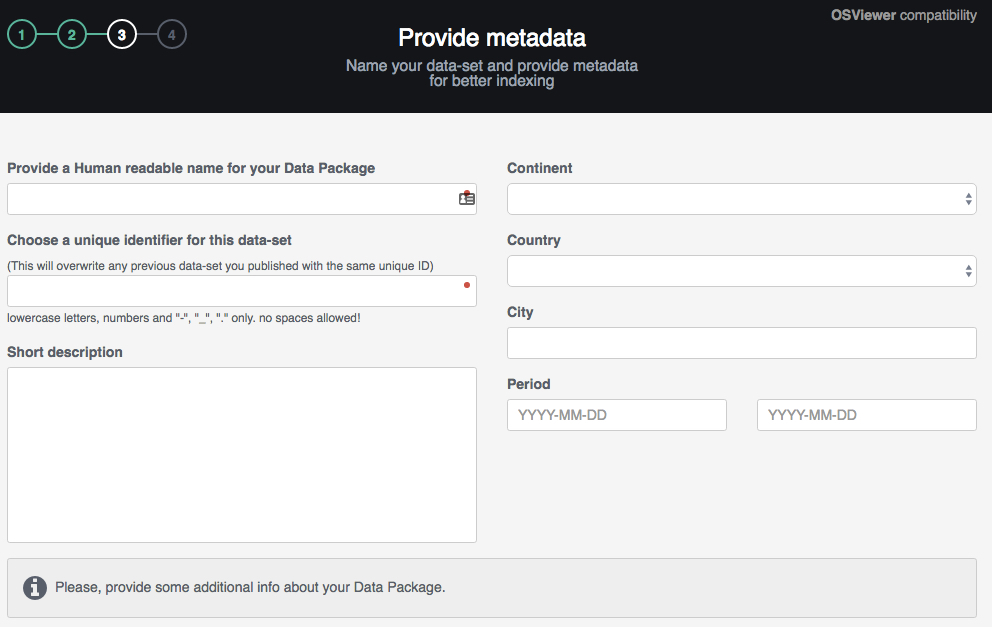 1 2 3 4
OSViewer compatibility
Provide metadata
Name your data-set and provide metadata
for better indexing
Provide a Human readable name for your Data Package
Choose a unique identifier for this data-set
(This will overwrite any previous data-set you published with the same unique ID)
lowercase letters, numbers and "-", "_", "." only. no spaces allowed!
Short description
Continent
Country
City
Period
YYYY-MM-DD YYYY-MM-DD
Please, provide some additional info about your Data Package.